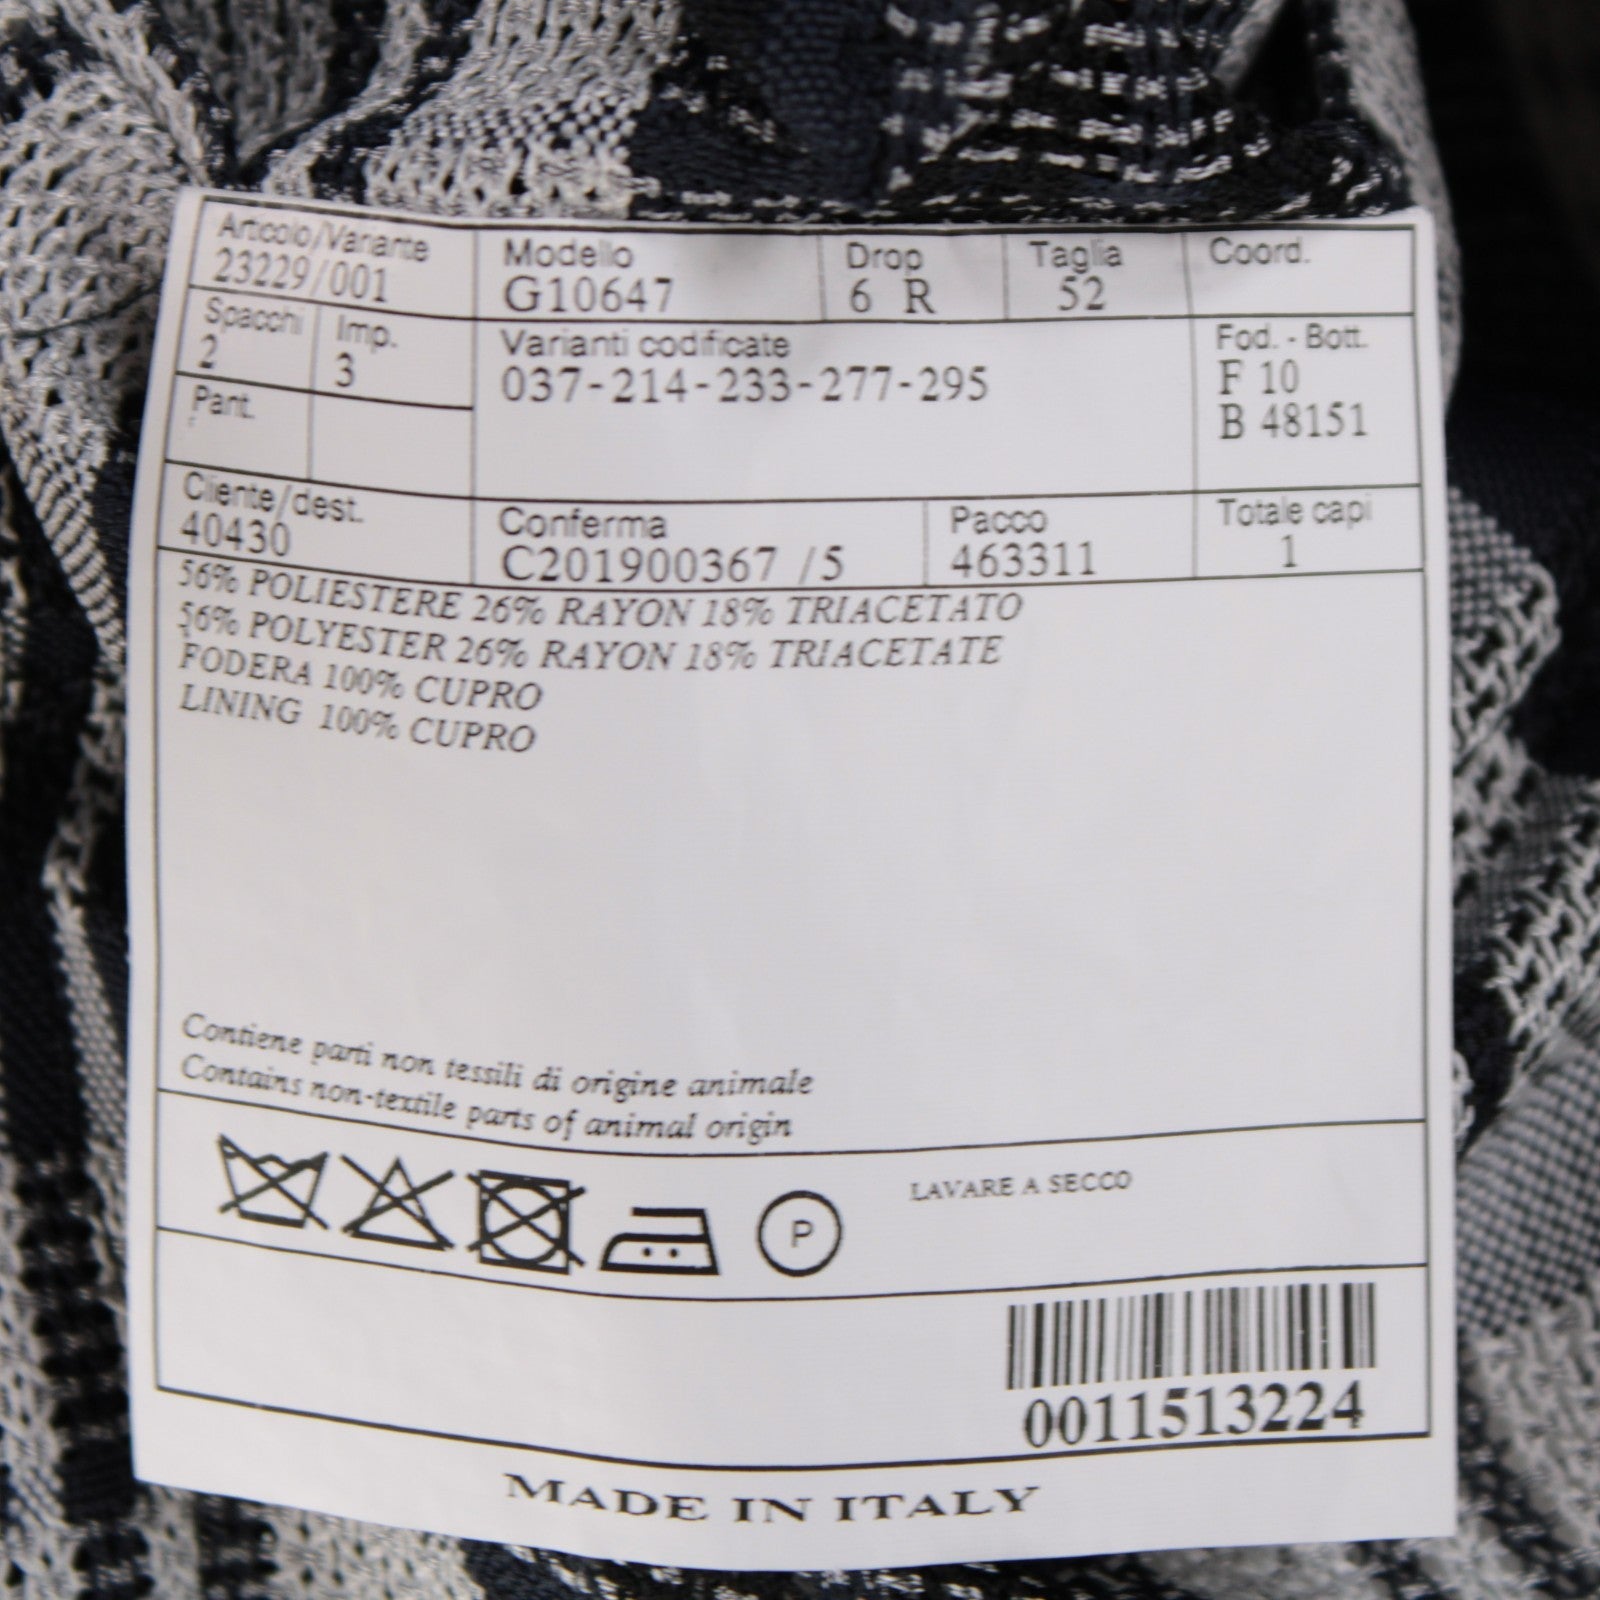 Articolo/Variante
23229/001
Modello
G10647
Drop
6 R
Taglia
52
Coord.
Spacchi
2
Imp.
3
Varianti codificate
037-214-233-277-295
Fod. - Bott.
F 10
B 48151
Pant.
Cliente/dest.
40430
Conferma
C201900367 /5
Pacco
463311
Totale capi
1
56% POLIESTERE 26% RAYON 18% TRIACETATO
56% POLYESTER 26% RAYON 18% TRIACETATE
FODERA 100% CUPRO
LINING 100% CUPRO
Contiene parti non tessili di origine animale
Contains non-textile parts of animal origin
P
LAVARE A SECCO
0011513224
MADE IN ITALY